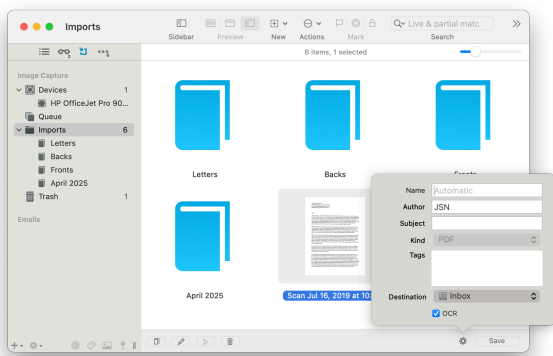 Imports
Live & partial matc
Sidebar
Preview
New
Actions
Mark
Search
6 items, 1 selected
Image Capture
Devices 1
HP OfficeJet Pro 90...
Queue
Imports 6
Letters
Backs
Fronts
April 2025
Trash 1
Emails
Letters
Backs
April 2025
Scan Jul 16, 2019 at 10
Name Automatic
Author JSN
Subject
Kind PDF
Tags
Destination Inbox
OCR
Save